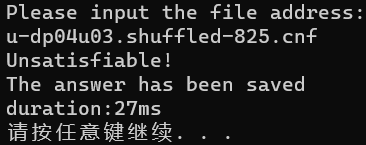 Please input the file address:
u-dp04u03.shuffled-825.cnf
Unsatisfiable!
The answer has been saved
duration:27ms
请按任意键继续. . .